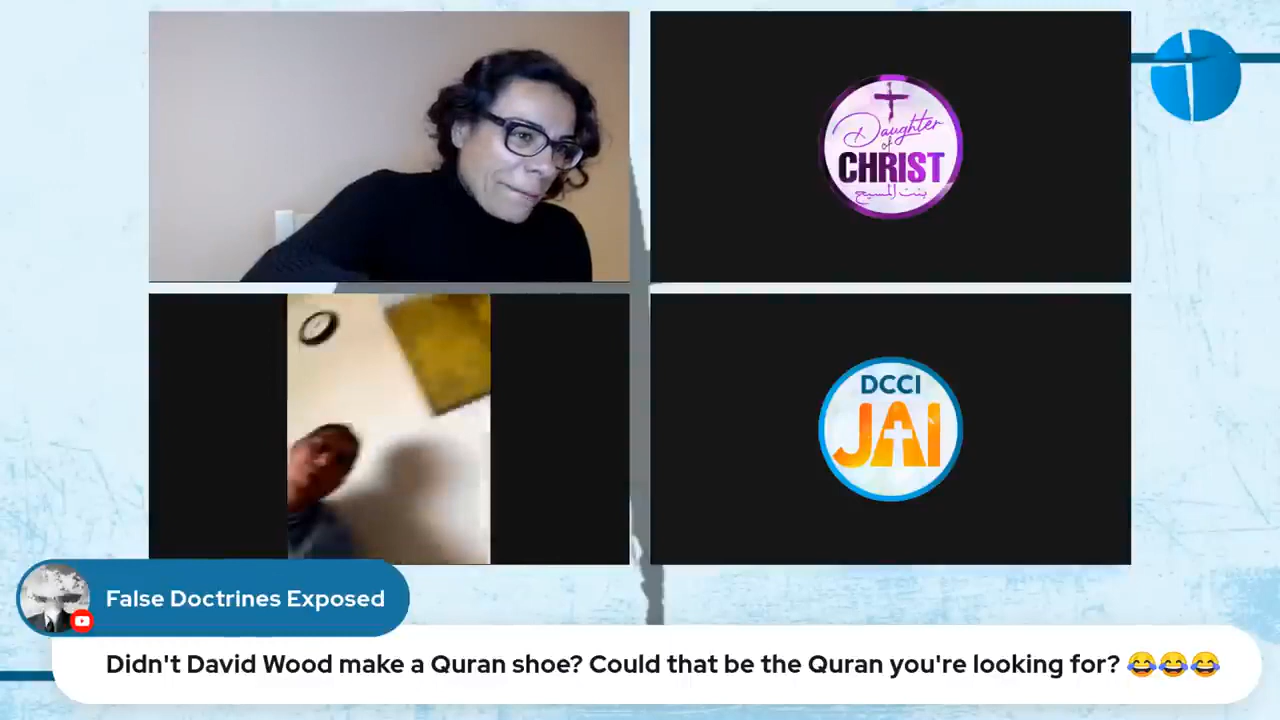 Daughter
of
CHRIST
بنت المسيح
DCCI
JAI
False Doctrines Exposed
Didn't David Wood make a Quran shoe? Could that be the Quran you're looking for? 😂😂😂